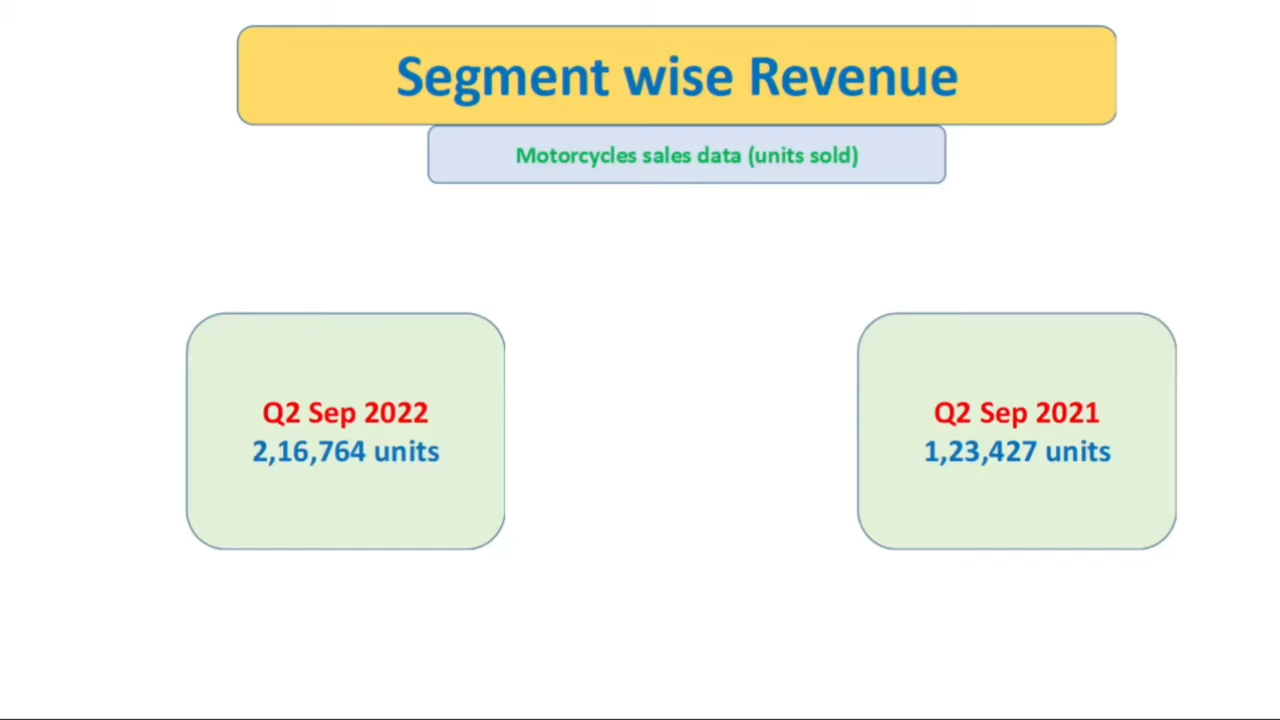 Segment wise Revenue
Motorcycles sales data (units sold)
Q2 Sep 2022
2,16,764 units
Q2 Sep 2021
1,23,427 units